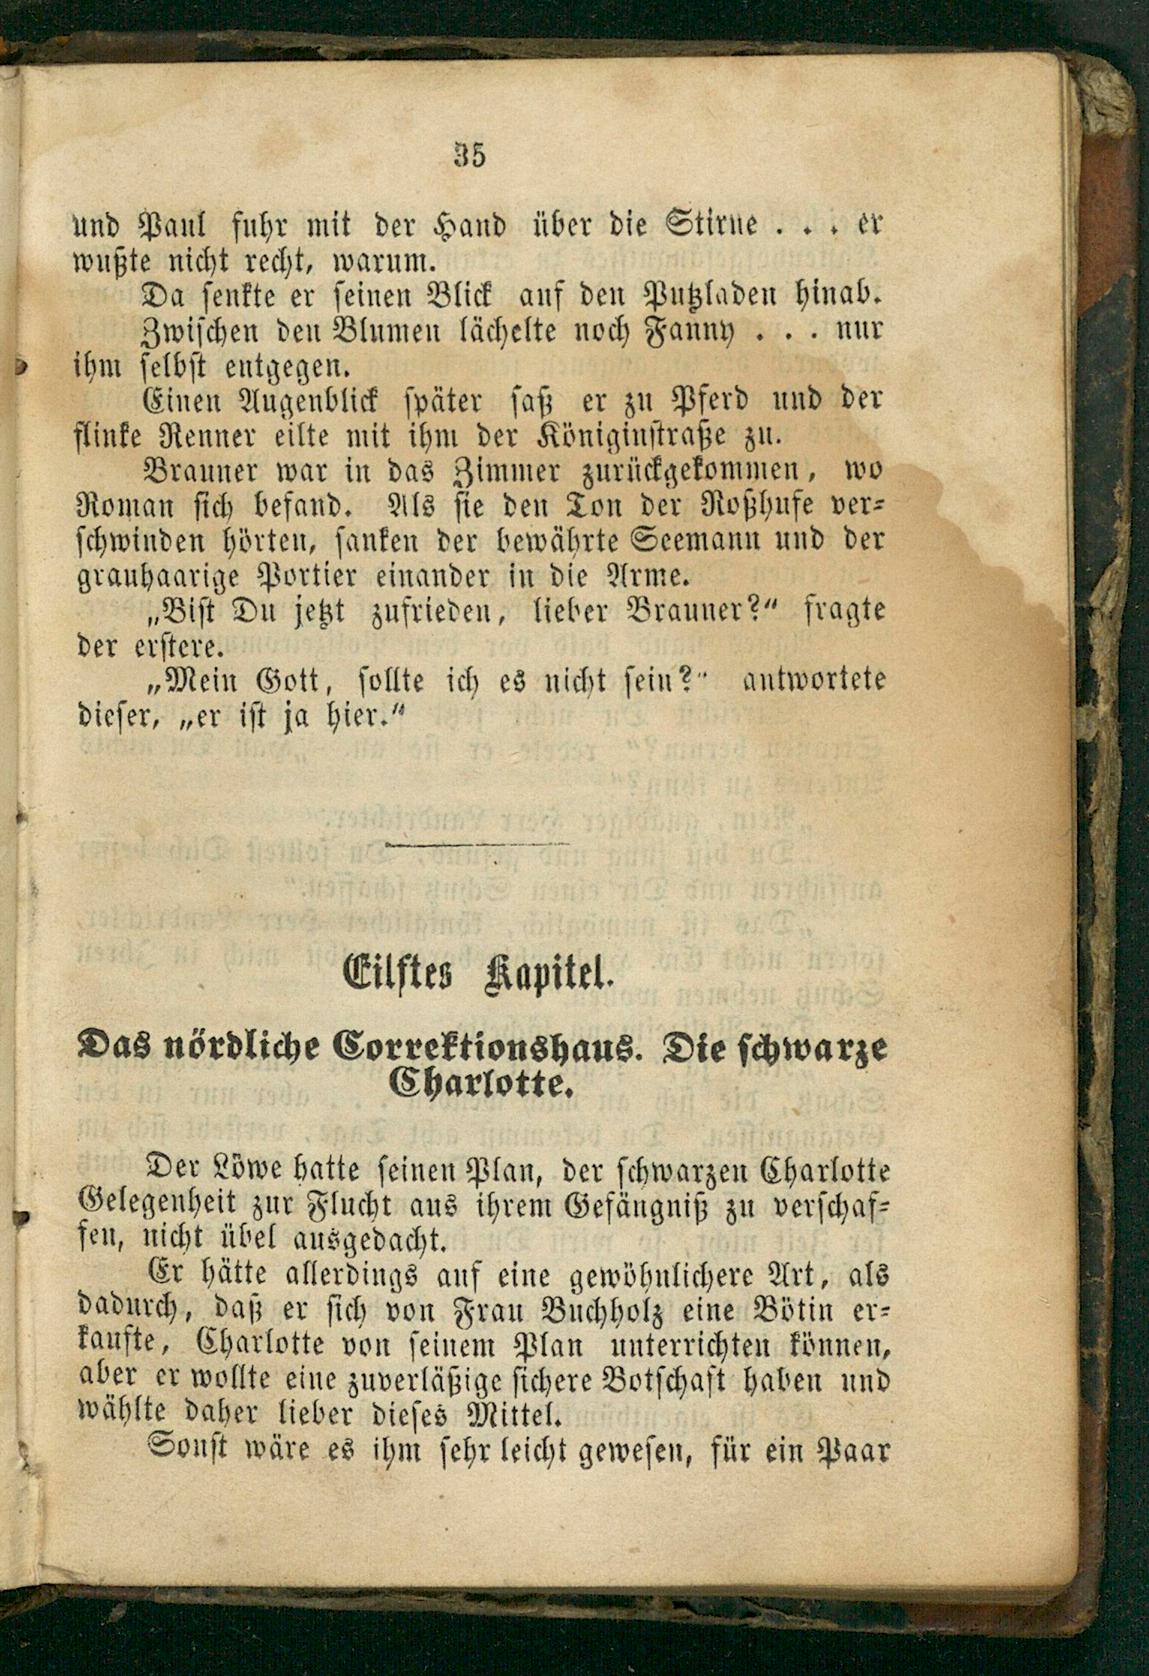 35
und Paul fuhr mit der Hand über die Stirne . . . er
wußte nicht recht, warum.
Da senkte er seinen Blick auf den Putzladen hinab.
Zwischen den Blumen lächelte noch Fanny . . . nur
ihm selbst entgegen.
Einen Augenblick später saß er zu Pferd und der
flinke Renner eilte mit ihm der Königinstraße zu.
Brauner war in das Zimmer zurückgekommen, wo
Roman sich befand. Als sie den Ton der Roßhufe ver-
schwinden hörten, sanken der bewährte Seemann und der
grauhaarige Portier einander in die Arme.
„Bist Du jetzt zufrieden, lieber Brauner?“ fragte
der erstere.
„Mein Gott, sollte ich es nicht sein?“ antwortete
dieser, „er ist ja hier.“
Eilftes Kapitel.
Das nördliche Correktionshaus. Die schwarze
Charlotte.
Der Löwe hatte seinen Plan, der schwarzen Charlotte
Gelegenheit zur Flucht aus ihrem Gefängniß zu verschaf-
fen, nicht übel ausgedacht.
Er hätte allerdings auf eine gewöhnlichere Art, als
dadurch, daß er sich von Frau Buchholz eine Bötin er-
kaufte, Charlotte von seinem Plan unterrichten können,
aber er wollte eine zuverläßige sichere Botschaft haben und
wählte daher lieber dieses Mittel.
Sonst wäre es ihm sehr leicht gewesen, für ein Paar